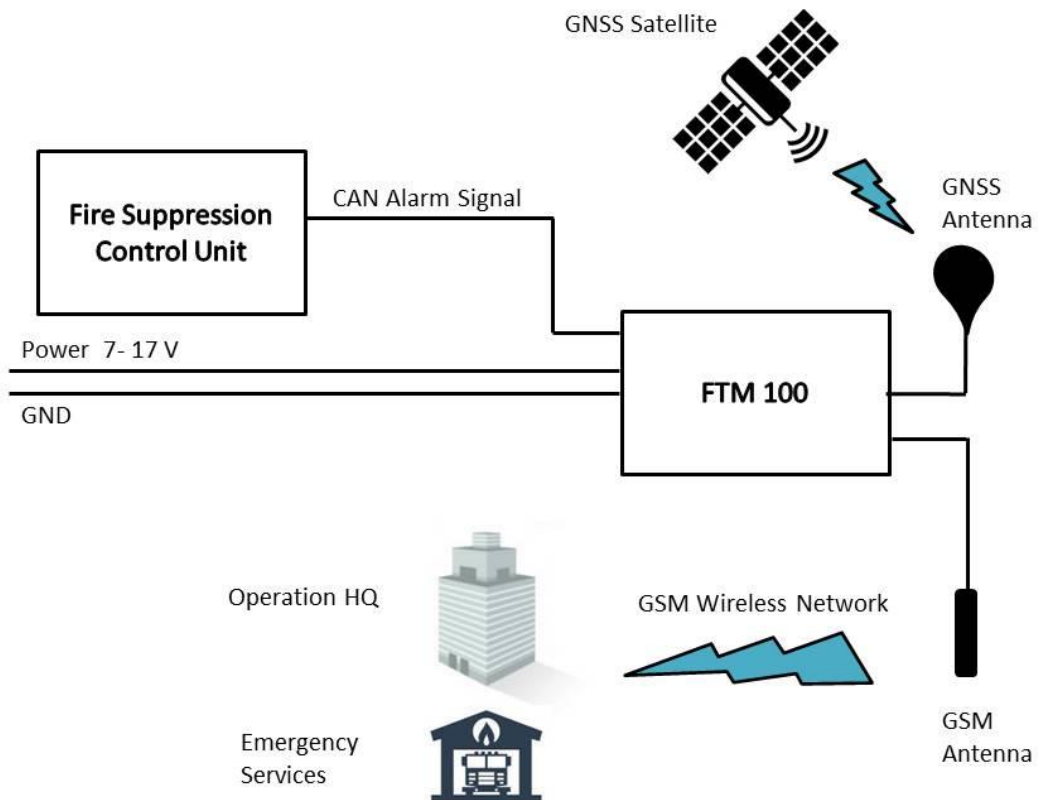 GNSS Satellite
Fire Suppression
Control Unit
CAN Alarm Signal
GNSS
Antenna
Power 7- 17 V
GND
FTM 100
Operation HQ
GSM Wireless Network
Emergency
Services
GSM
Antenna